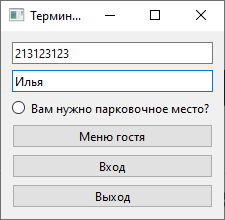 Термин...
213123123
Илья
Вам нужно парковочное место?
Меню гостя
Вход
Выход